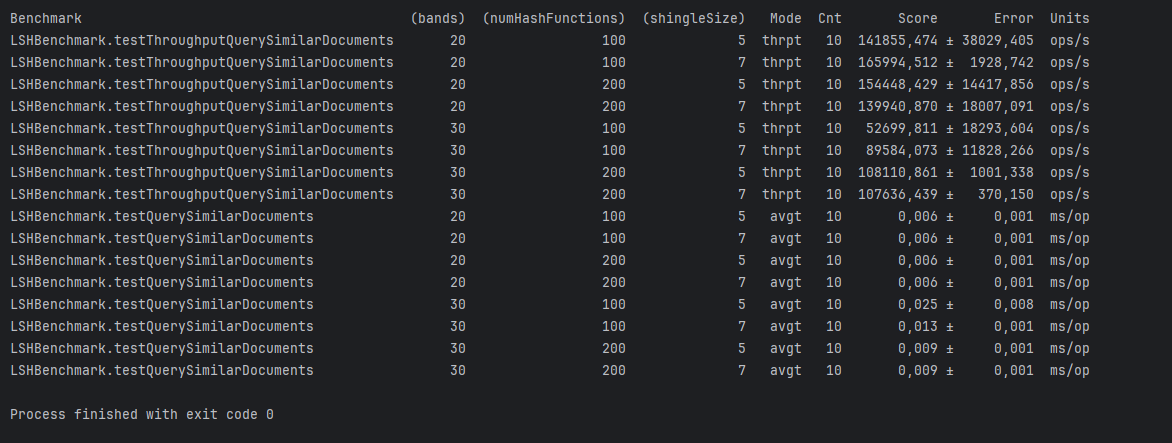 Benchmark (bands) (numHashFunctions) (shingleSize) Mode Cnt Score Error Units
LSHBenchmark.testThroughputQuerySimilarDocuments 20 100 5 thrpt 10 141855,474 ± 38029,405 ops/s
LSHBenchmark.testThroughputQuerySimilarDocuments 20 100 7 thrpt 10 165994,512 ± 1928,742 ops/s
LSHBenchmark.testThroughputQuerySimilarDocuments 20 200 5 thrpt 10 154448,429 ± 14417,856 ops/s
LSHBenchmark.testThroughputQuerySimilarDocuments 20 200 7 thrpt 10 139940,870 ± 18007,091 ops/s
LSHBenchmark.testThroughputQuerySimilarDocuments 30 100 5 thrpt 10 52699,811 ± 18293,604 ops/s
LSHBenchmark.testThroughputQuerySimilarDocuments 30 100 7 thrpt 10 89584,073 ± 11828,266 ops/s
LSHBenchmark.testThroughputQuerySimilarDocuments 30 200 5 thrpt 10 108110,861 ± 1001,338 ops/s
LSHBenchmark.testThroughputQuerySimilarDocuments 30 200 7 thrpt 10 107636,439 ± 370,150 ops/s
LSHBenchmark.testQuerySimilarDocuments 20 100 5 avgt 10 0,006 ± 0,001 ms/op
LSHBenchmark.testQuerySimilarDocuments 20 100 7 avgt 10 0,006 ± 0,001 ms/op
LSHBenchmark.testQuerySimilarDocuments 20 200 5 avgt 10 0,006 ± 0,001 ms/op
LSHBenchmark.testQuerySimilarDocuments 20 200 7 avgt 10 0,006 ± 0,001 ms/op
LSHBenchmark.testQuerySimilarDocuments 30 100 5 avgt 10 0,025 ± 0,008 ms/op
LSHBenchmark.testQuerySimilarDocuments 30 100 7 avgt 10 0,013 ± 0,001 ms/op
LSHBenchmark.testQuerySimilarDocuments 30 200 5 avgt 10 0,009 ± 0,001 ms/op
LSHBenchmark.testQuerySimilarDocuments 30 200 7 avgt 10 0,009 ± 0,001 ms/op
Process finished with exit code 0